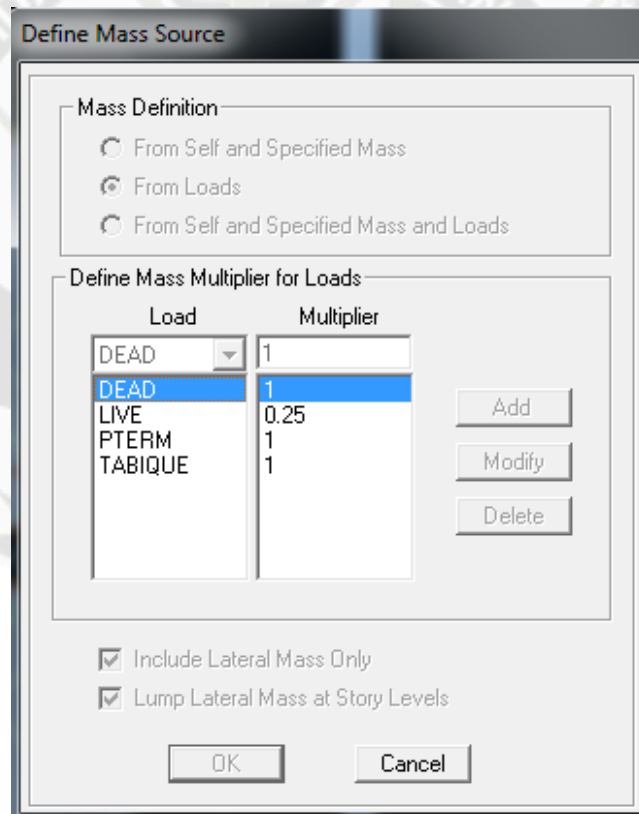 Define Mass Source
Mass Definition
From Self and Specified Mass
From Loads
From Self and Specified Mass and Loads
Define Mass Multiplier for Loads
Load Multiplier
DEAD 1
DEAD 1
LIVE 0.25
PTERM 1
TABIQUE 1
Add
Modify
Delete
Include Lateral Mass Only
Lump Lateral Mass at Story Levels
OK Cancel